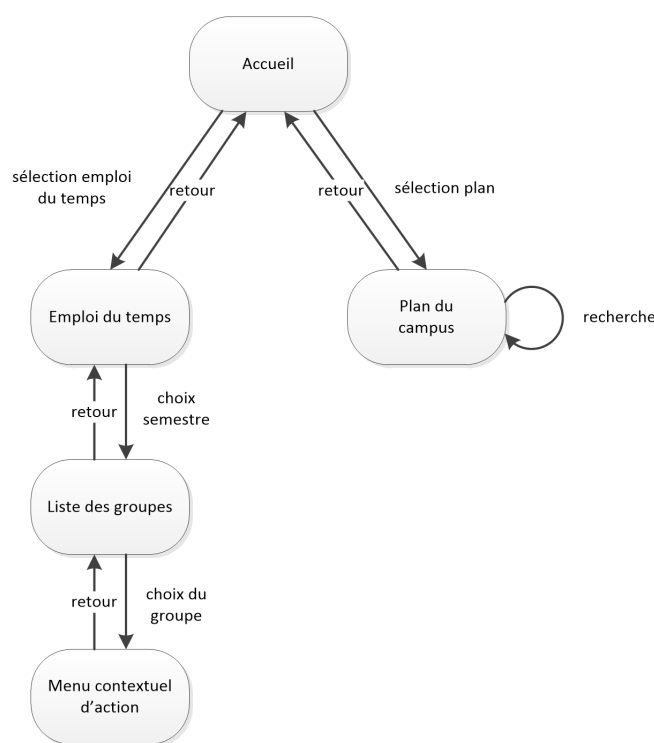 Accueil
sélection emploi
du temps
retour
retour
sélection plan
Emploi du temps
Plan du
campus
recherche
retour
choix
semestre
Liste des groupes
retour
choix du
groupe
Menu contextuel
d'action